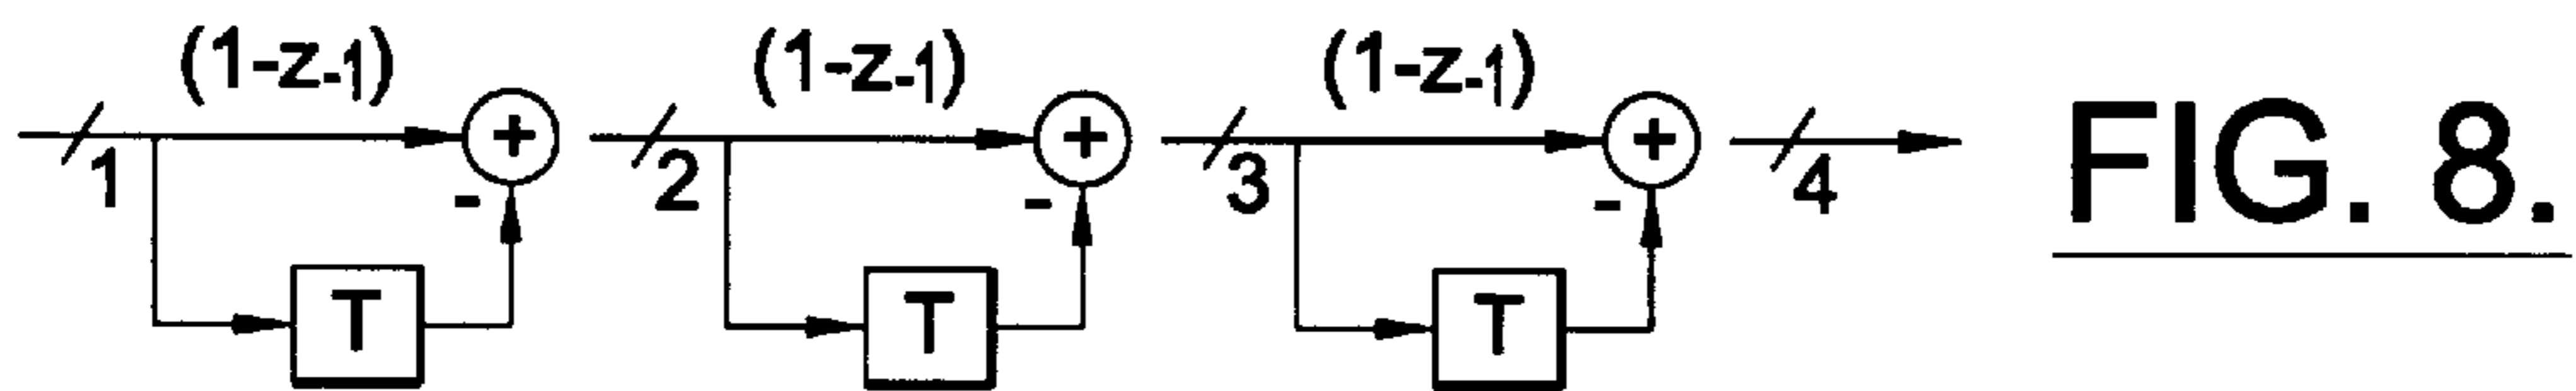 (1-z-1) (1-z-1) (1-z-1)
+ + +
1 2 3 4
- - -
T T T
FIG. 8.